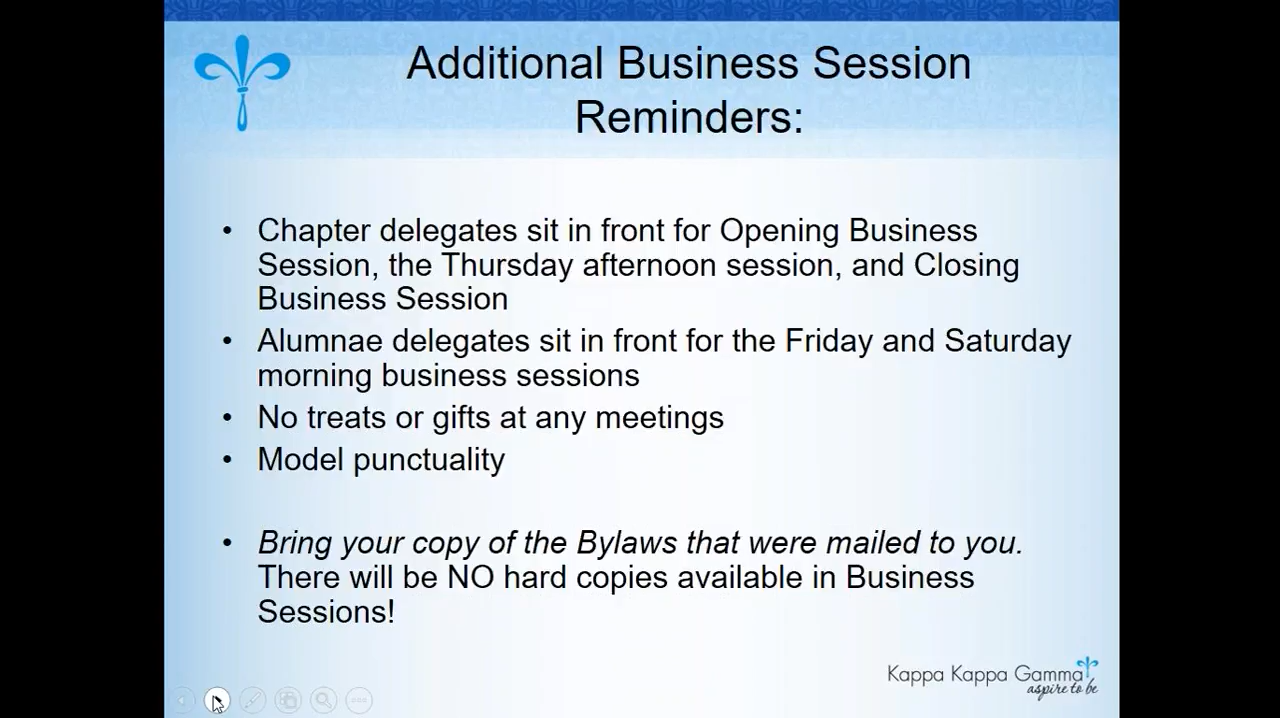 Additional Business Session
Reminders:
• Chapter delegates sit in front for Opening Business
Session, the Thursday afternoon session, and Closing
Business Session
• Alumnae delegates sit in front for the Friday and Saturday
morning business sessions
• No treats or gifts at any meetings
• Model punctuality
• Bring your copy of the Bylaws that were mailed to you.
There will be NO hard copies available in Business
Sessions!
Kappa Kappa Gamma
aspire to be